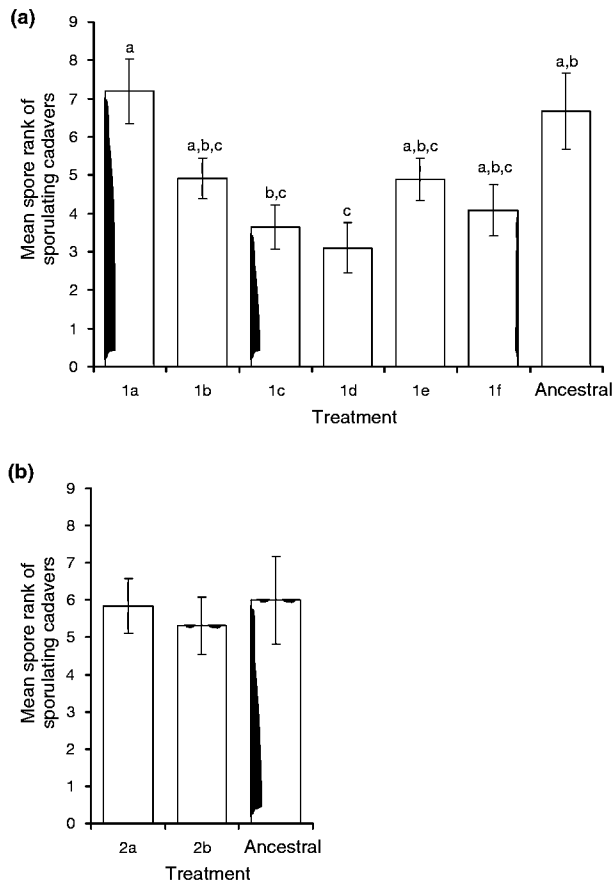 (a)
Mean spore rank of
sporulating cadavers
9
8
7
6
5
4
3
2
1
0
a
a,b,c
b,c
c
a,b,c
a,b,c
a,b
1a 1b 1c 1d 1e 1f Ancestral
Treatment
(b)
Mean spore rank of
sporulating cadavers
9
8
7
6
5
4
3
2
1
0
2a 2b Ancestral
Treatment